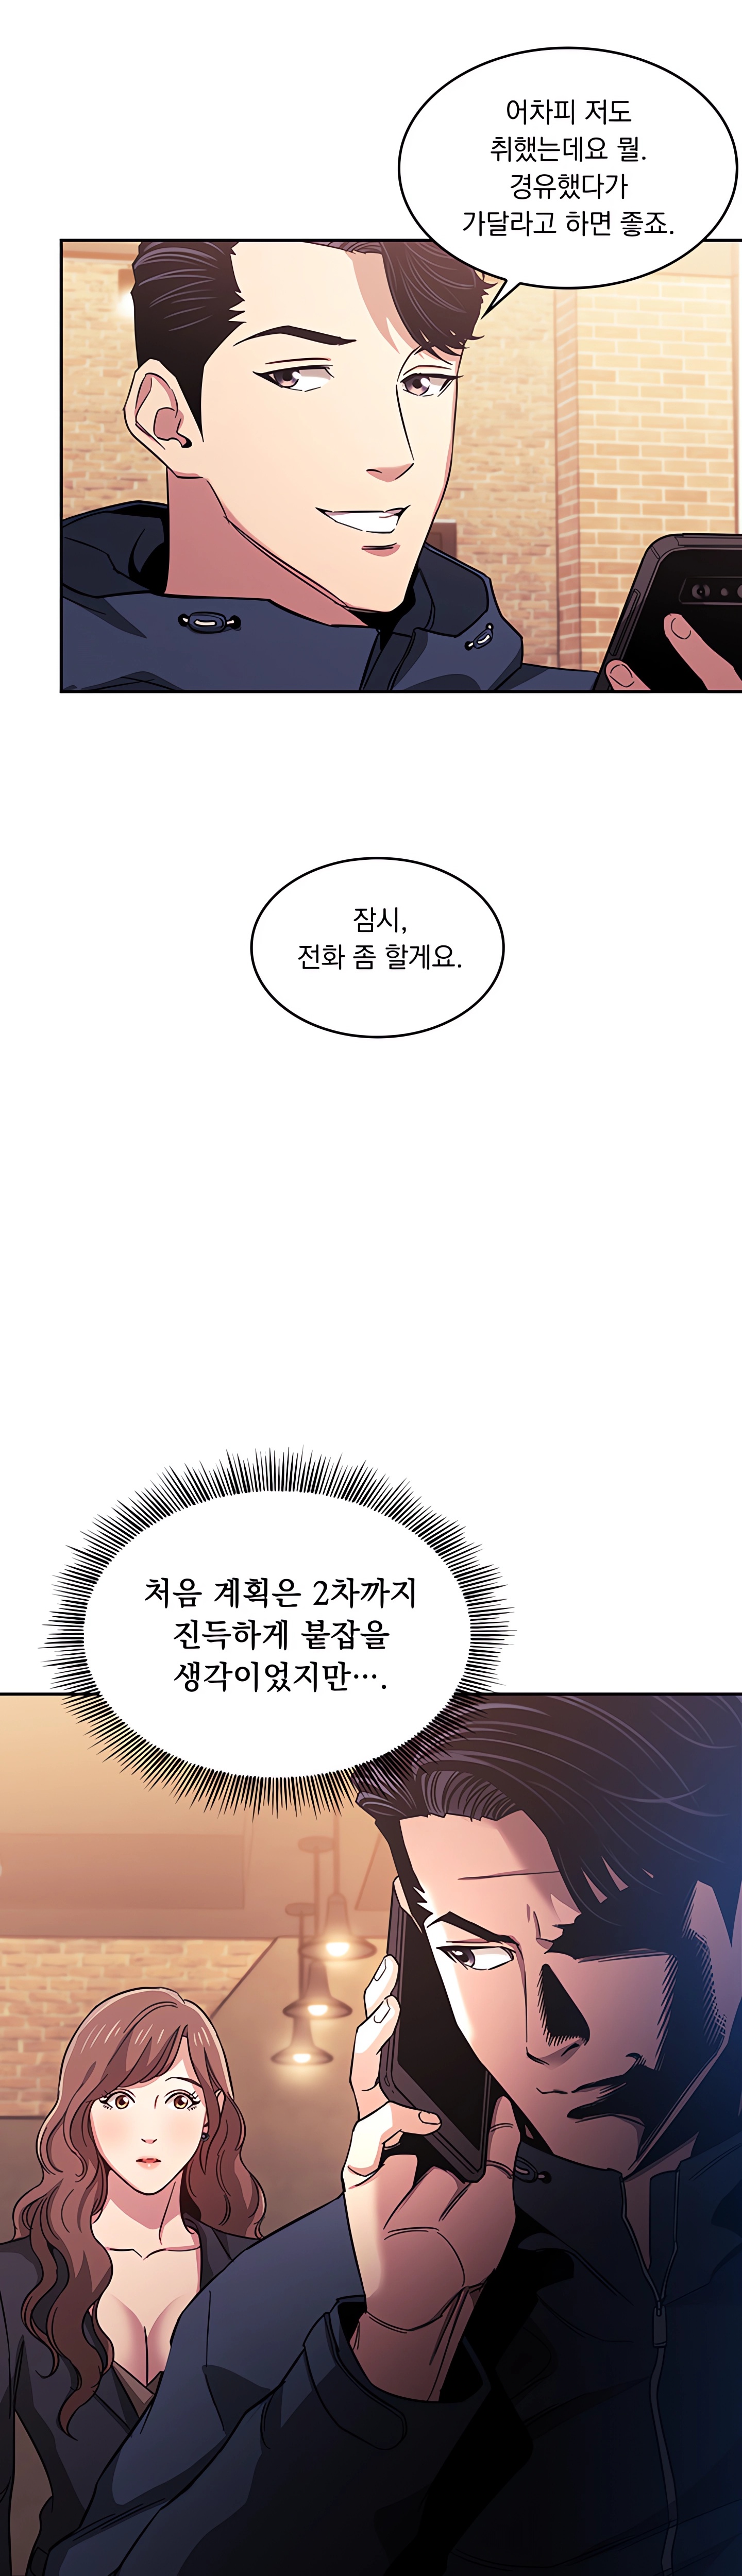 어차피 저도
취했는데요 뭘.
경유했다가
가달라고 하면 좋죠.
잠시,
전화 좀 할게요.
처음 계획은 2차까지
진득하게 붙잡을
생각이었지만….